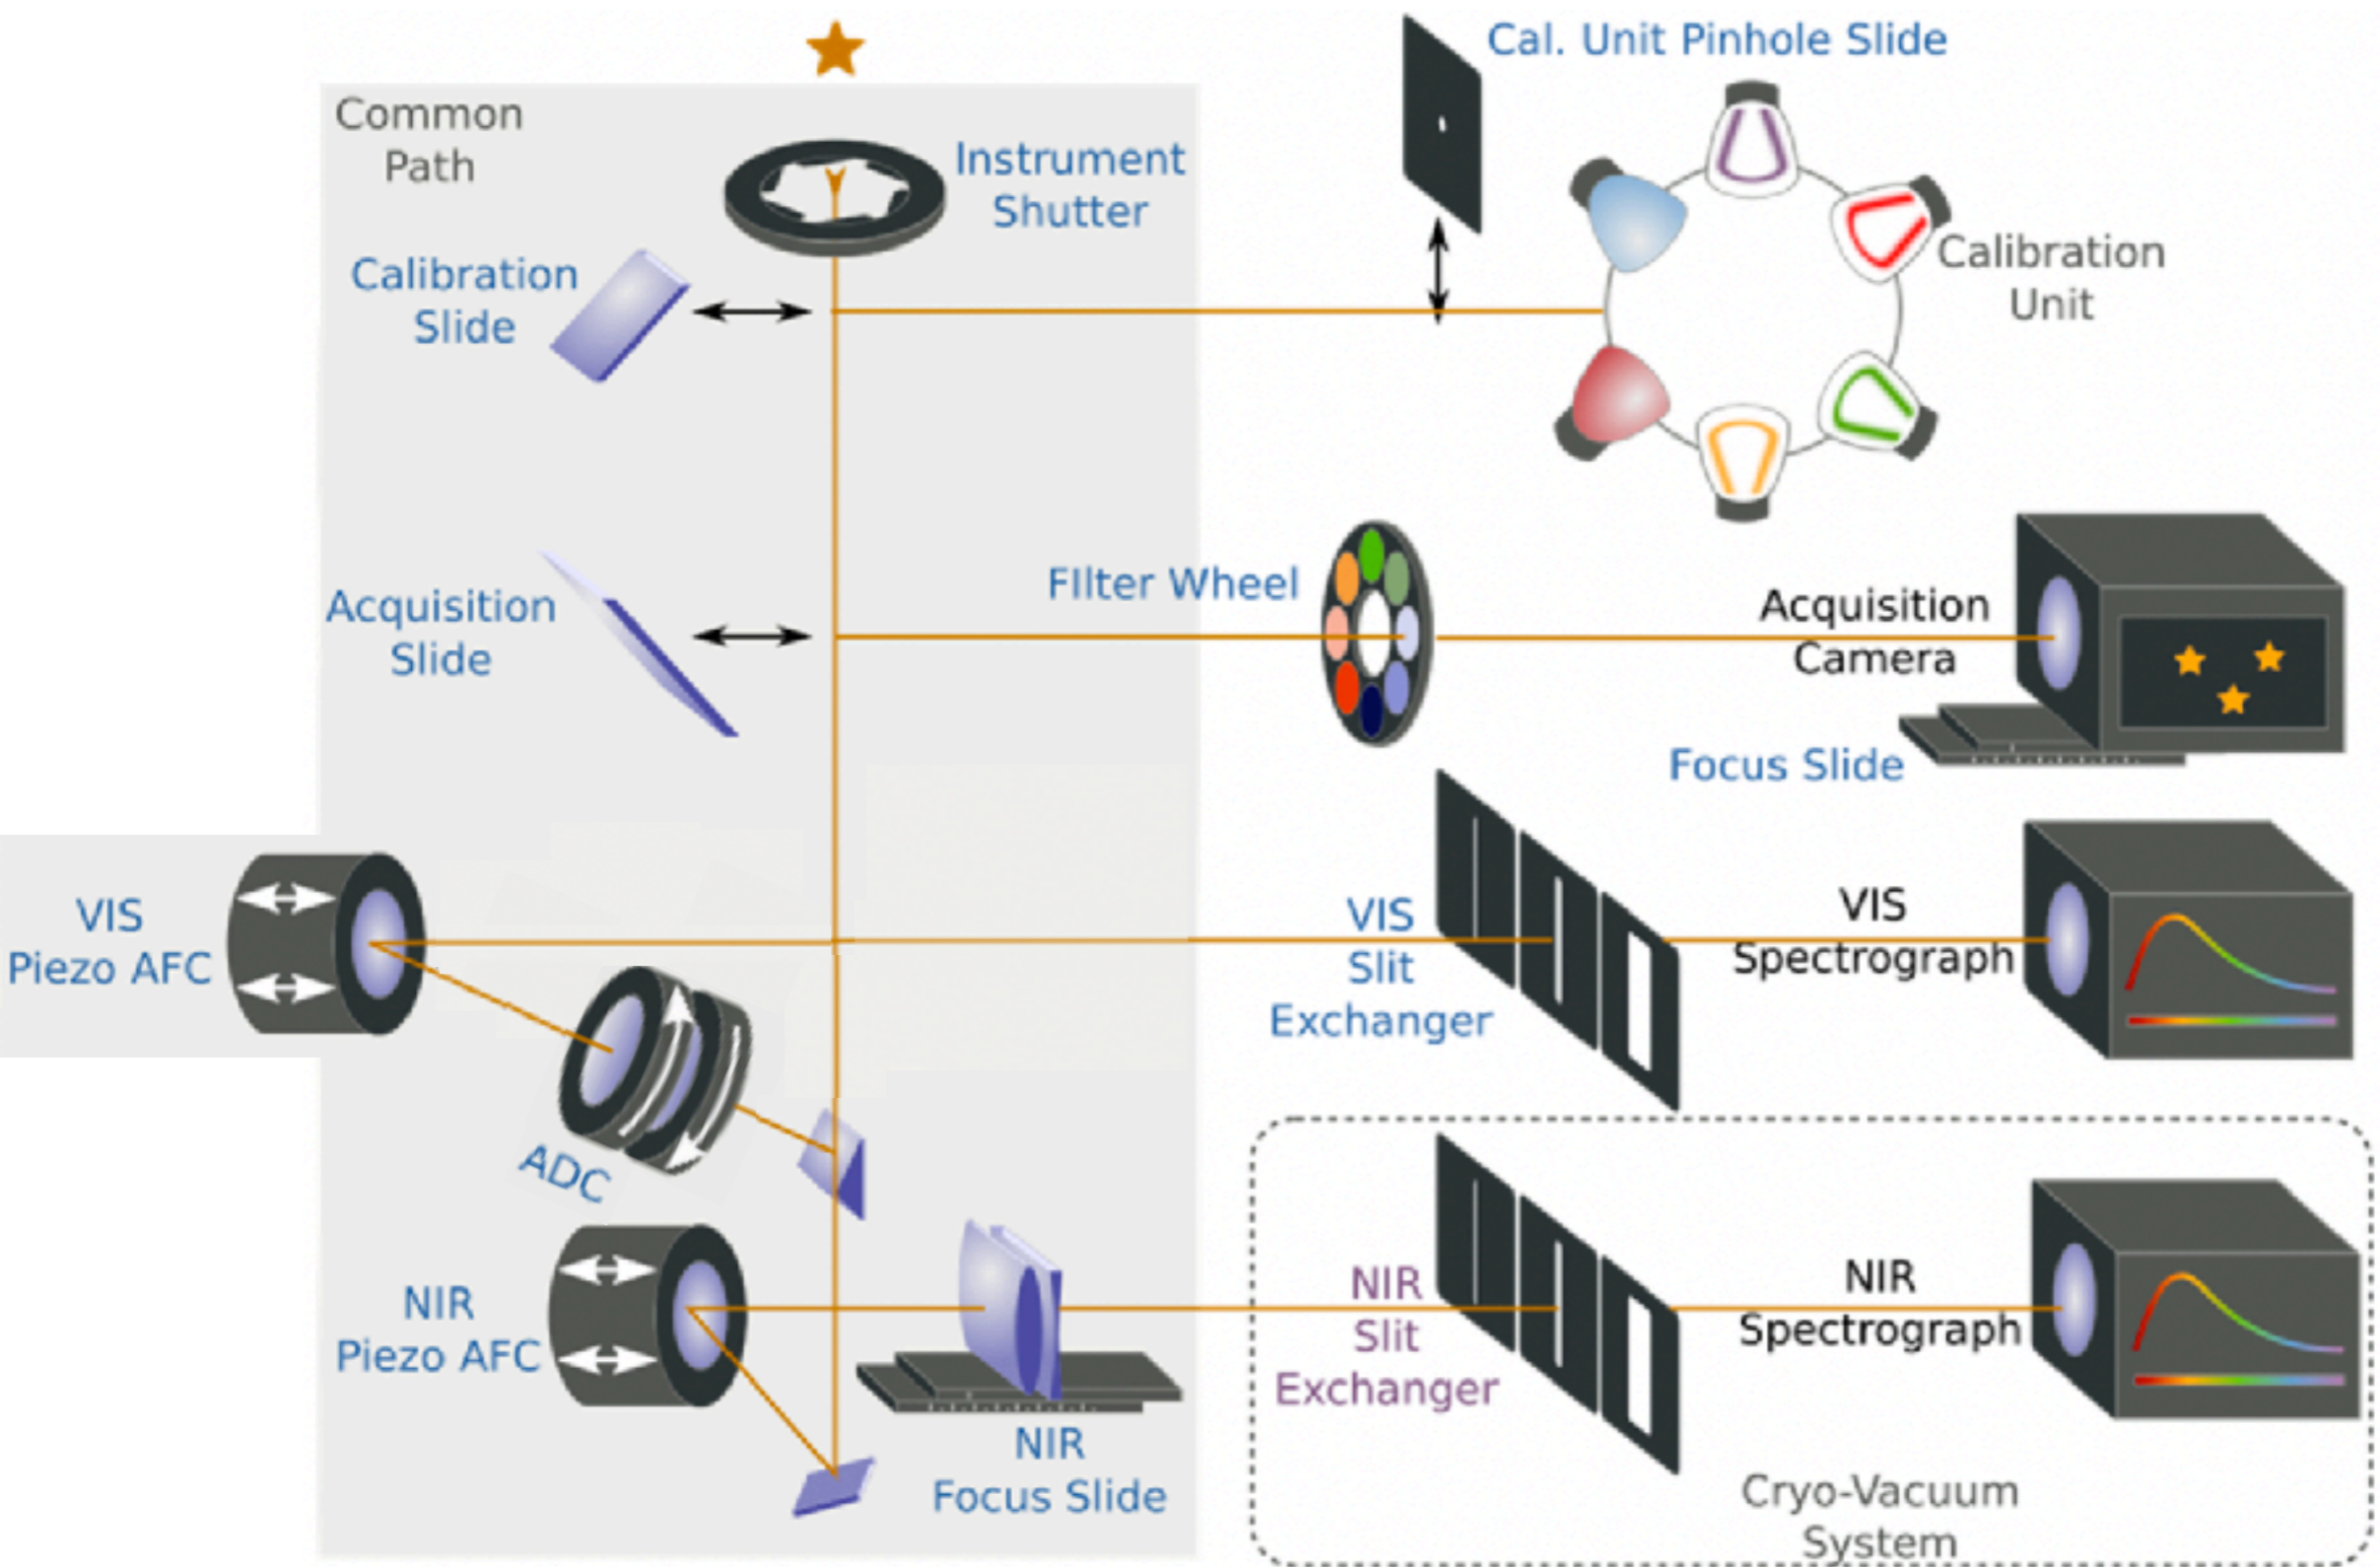 Cal. Unit Pinhole Slide
Common
Path
Instrument
Shutter
Calibration
Slide
Calibration
Unit
Acquisition
Slide
FIlter Wheel
Acquisition
Camera
Focus Slide
VIS
Piezo AFC
VIS
Slit
Exchanger
VIS
Spectrograph
ADC
NIR
Piezo AFC
NIR
Focus Slide
NIR
Slit
Exchanger
NIR
Spectrograph
Cryo-Vacuum
System